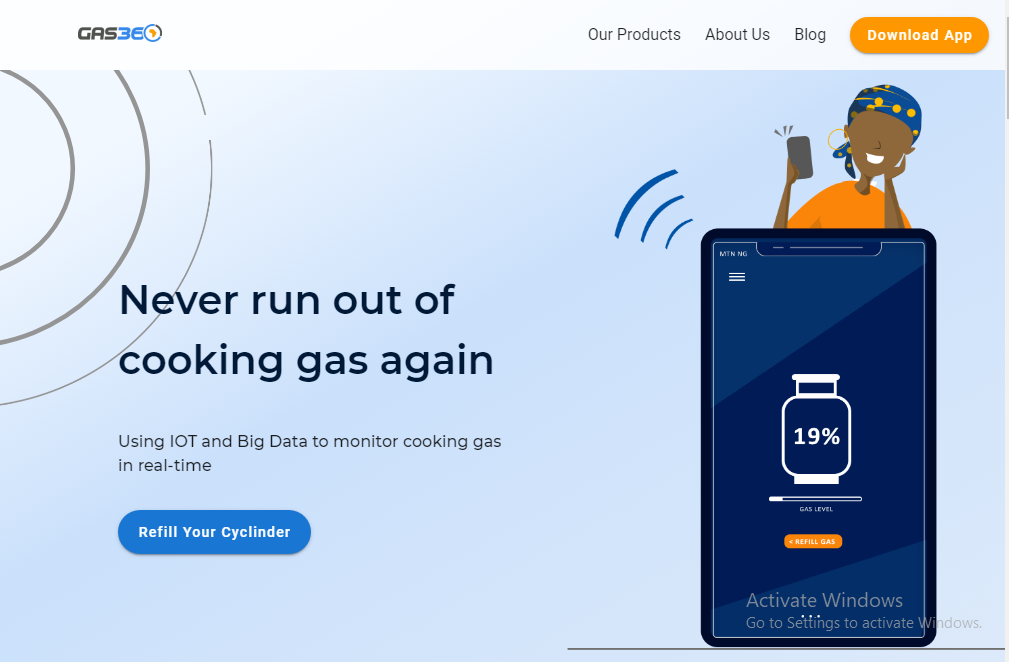 GAS360
Our Products
About Us
Blog
Download App
Never run out of
cooking gas again
Using IOT and Big Data to monitor cooking gas
in real-time
Refill Your Cyclinder
MTN NG
19%
GAS LEVEL
< REFILL GAS
Activate Windows
Go to Settings to activate Windows.